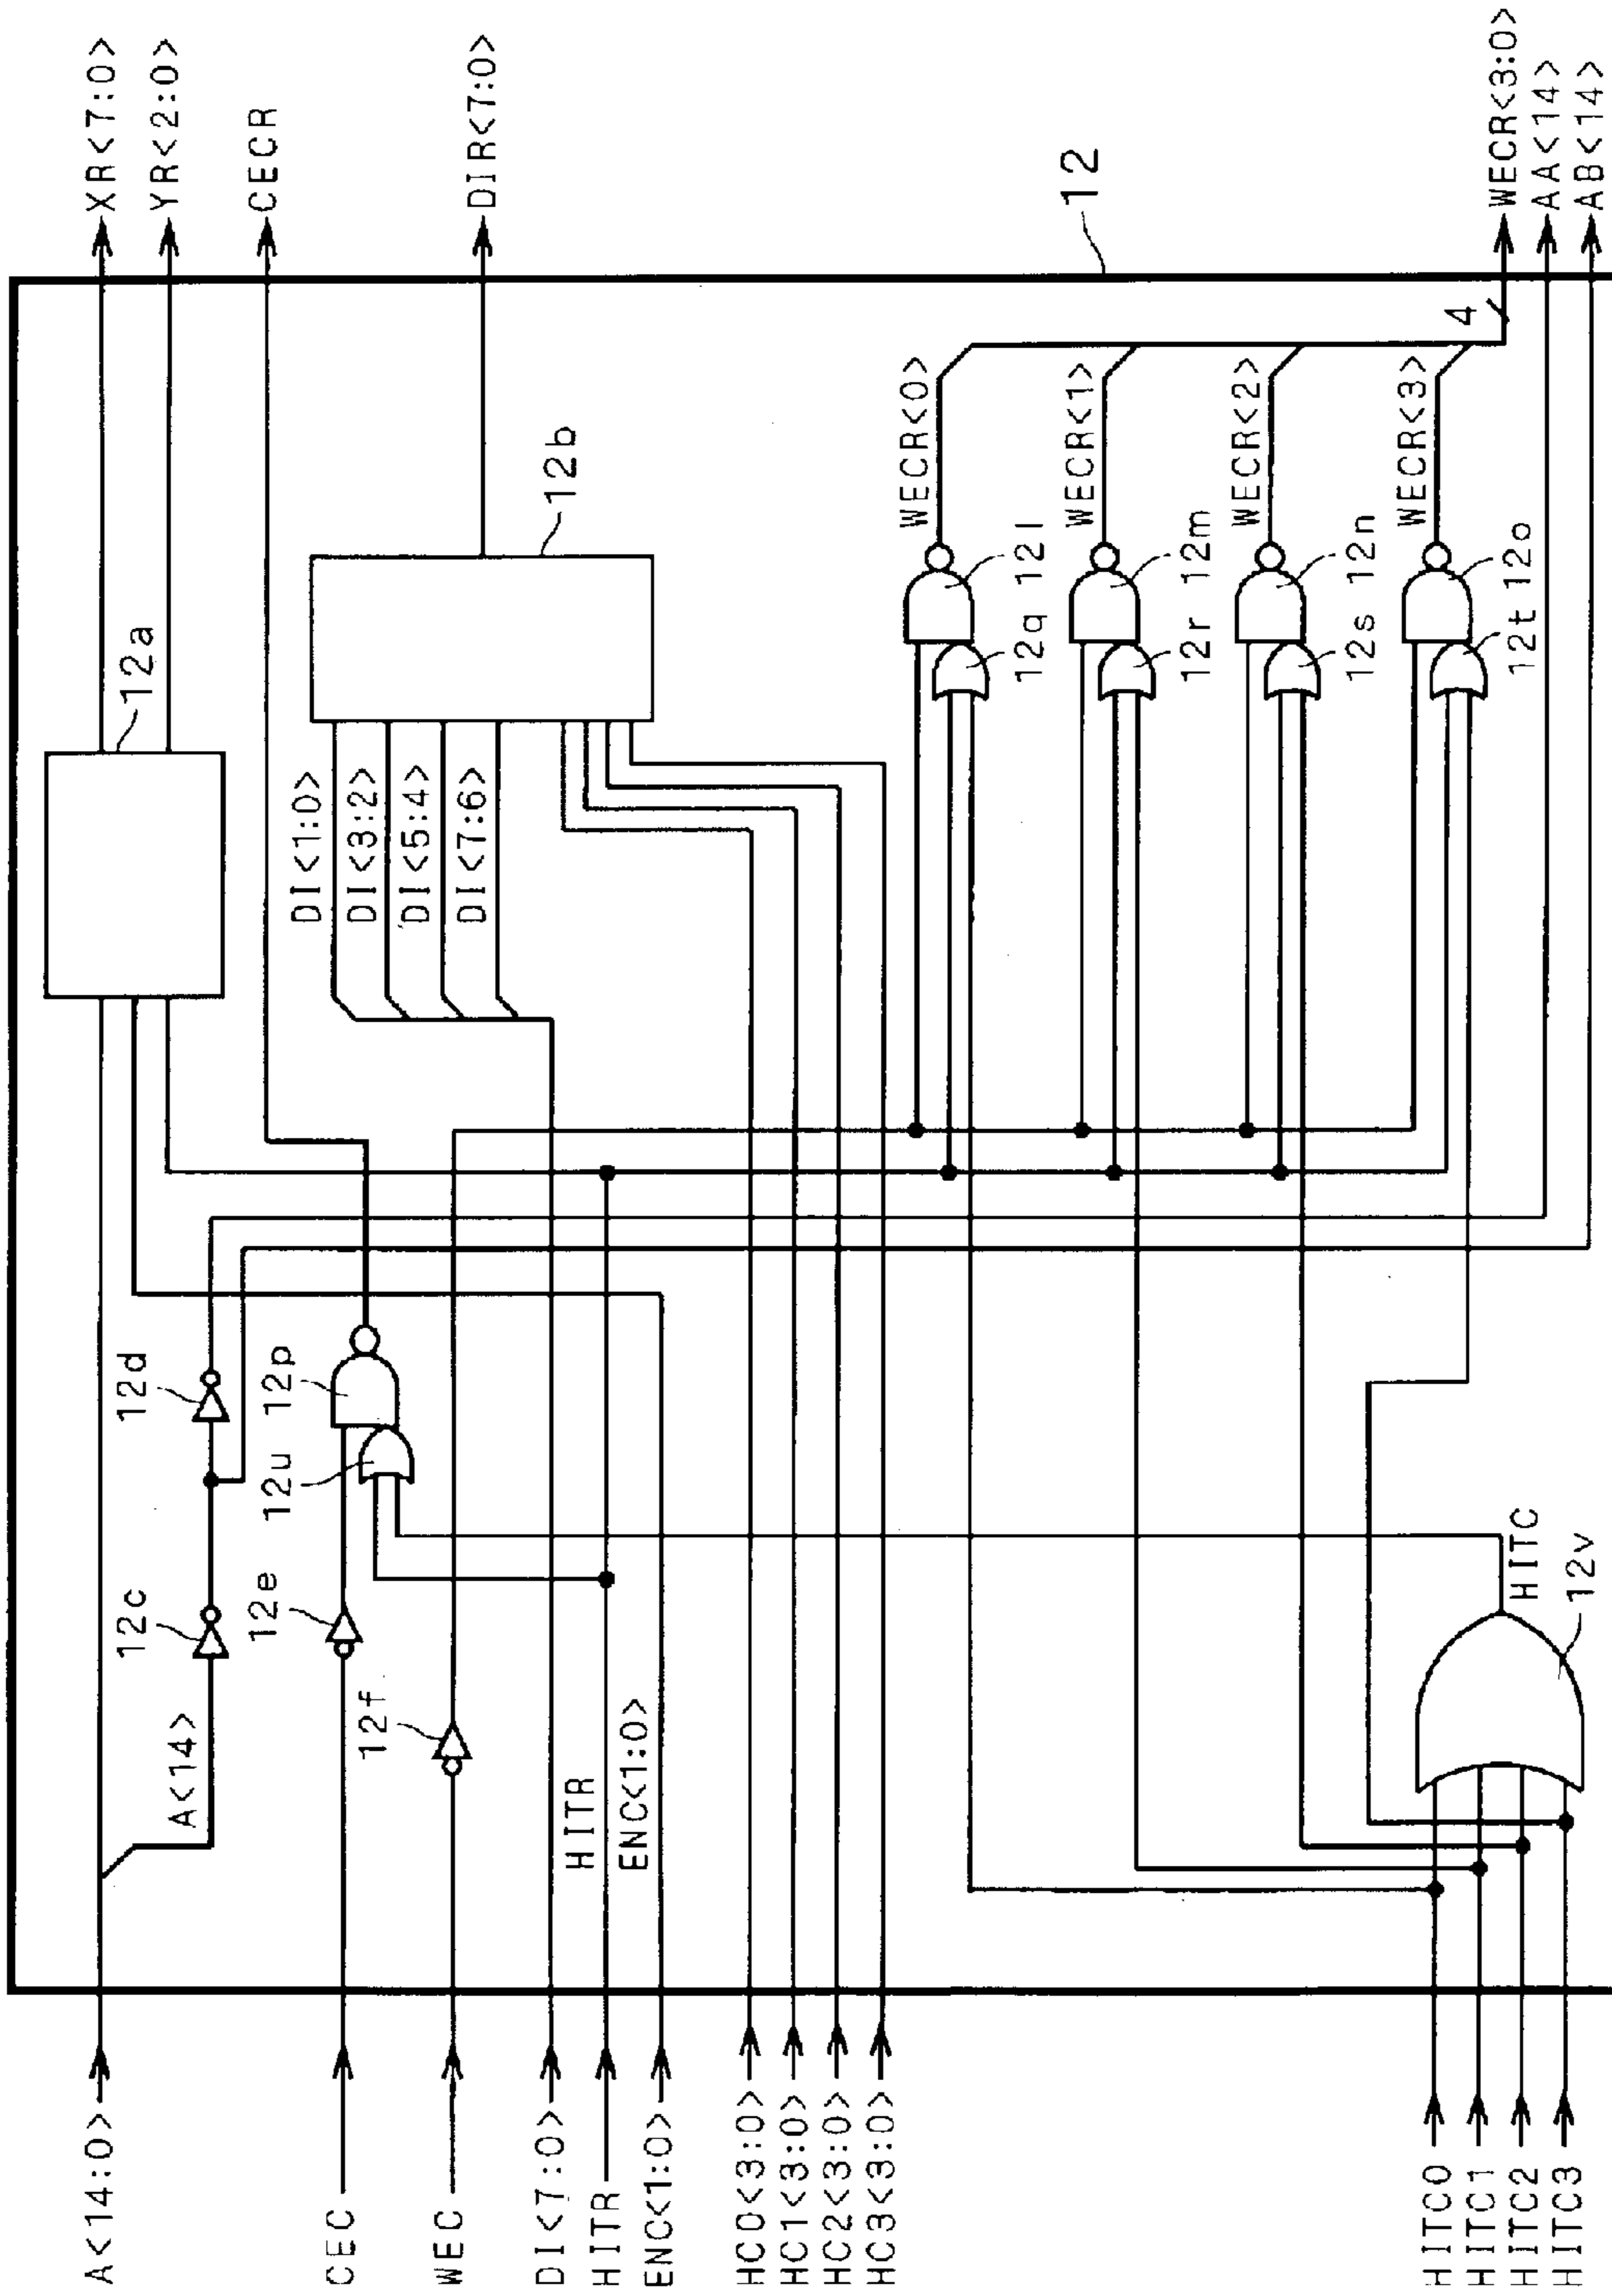 A<14:0>
CEC
WEC
DI<7:0>
HITR
ENC<1:0>
HC0<3:0>
HC1<3:0>
HC2<3:0>
HC3<3:0>
HITC0
HITC1
HITC2
HITC3
A<14>
12c
12d
12e
12f
12u
12p
HITR
ENC<1:0>
HITC
12v
12a
DI<1:0>
DI<3:2>
DI<5:4>
DI<7:6>
12b
WECR<0>
WECR<1>
WECR<2>
WECR<3>
12q 12l
12r 12m
12s 12n
12t 12o
4
12
XR<7:0>
YR<2:0>
CECR
DIR<7:0>
WECR<3:0>
AA<14>
AB<14>